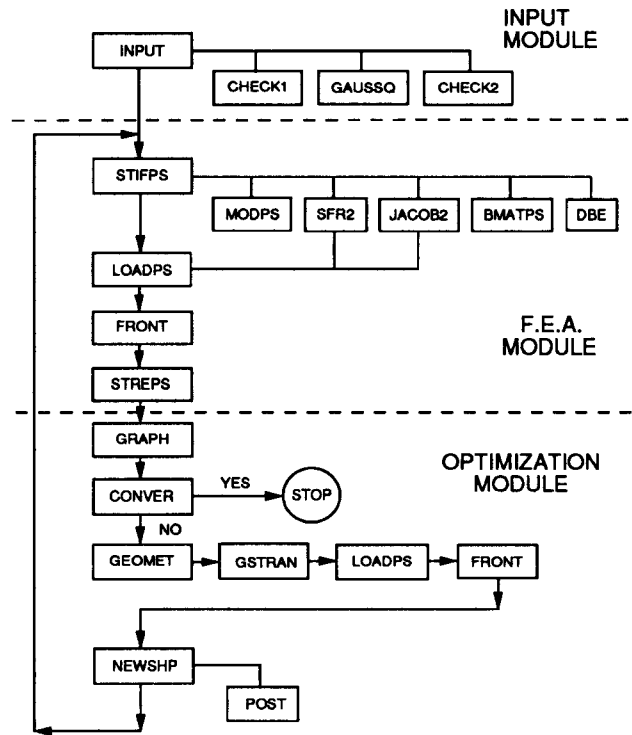 INPUT
MODULE
INPUT
CHECK1
GAUSSQ
CHECK2
STIFPS
MODPS
SFR2
JACOB2
BMATPS
DBE
LOADPS
FRONT
F.E.A.
MODULE
STREPS
GRAPH
OPTIMIZATION
MODULE
CONVER
YES
STOP
NO
GEOMET
GSTRAN
LOADPS
FRONT
NEWSHP
POST